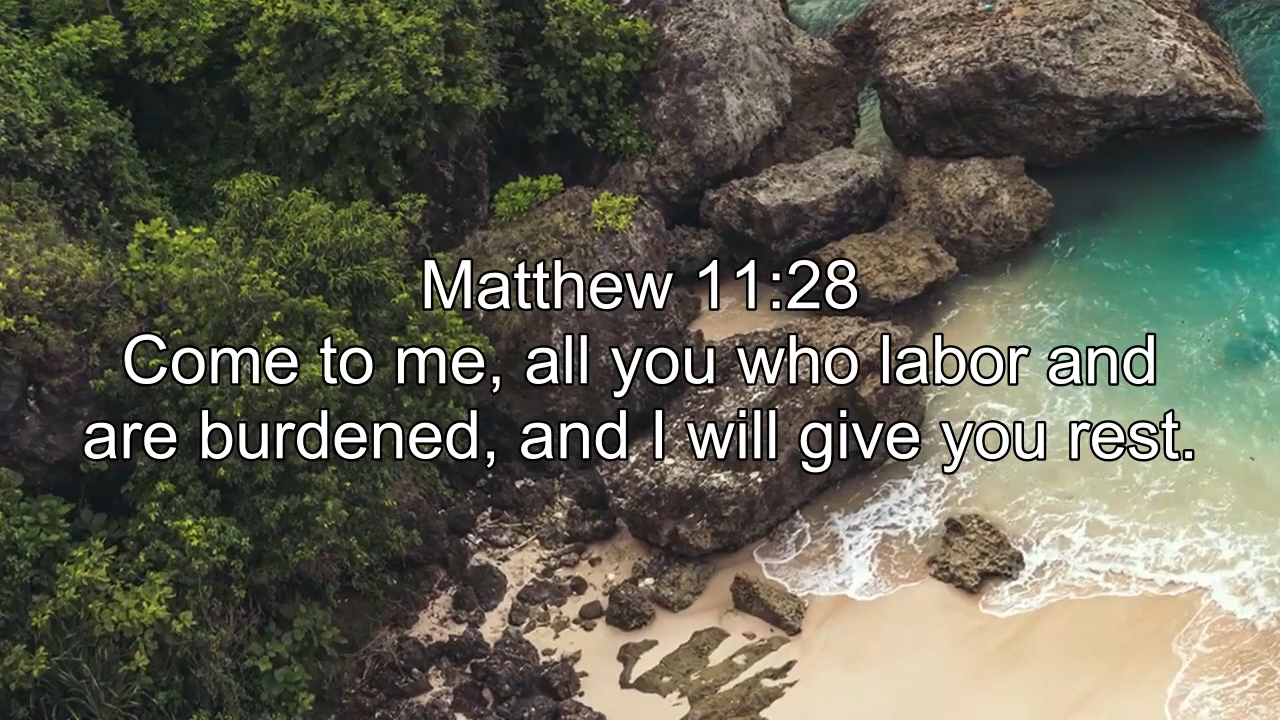 Matthew 11:28
Come to me, all you who labor and
are burdened, and I will give you rest.